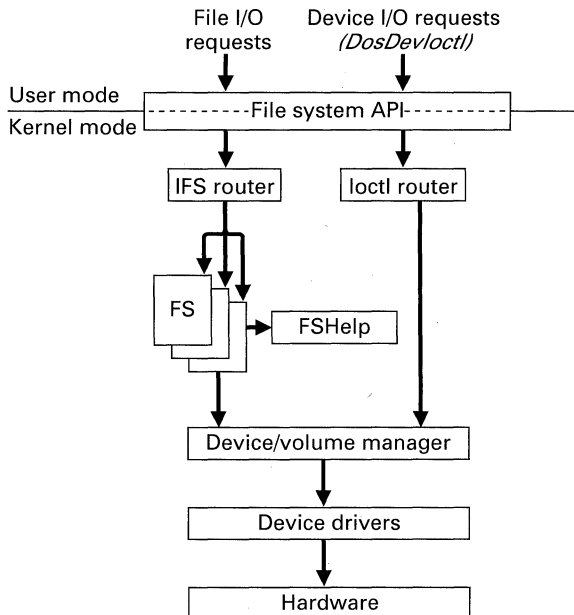 File I/O
requests
Device I/O requests
(DosDevIoctl)
User mode
File system API
Kernel mode
IFS router
Ioctl router
FS
FSHelp
Device/volume manager
Device drivers
Hardware